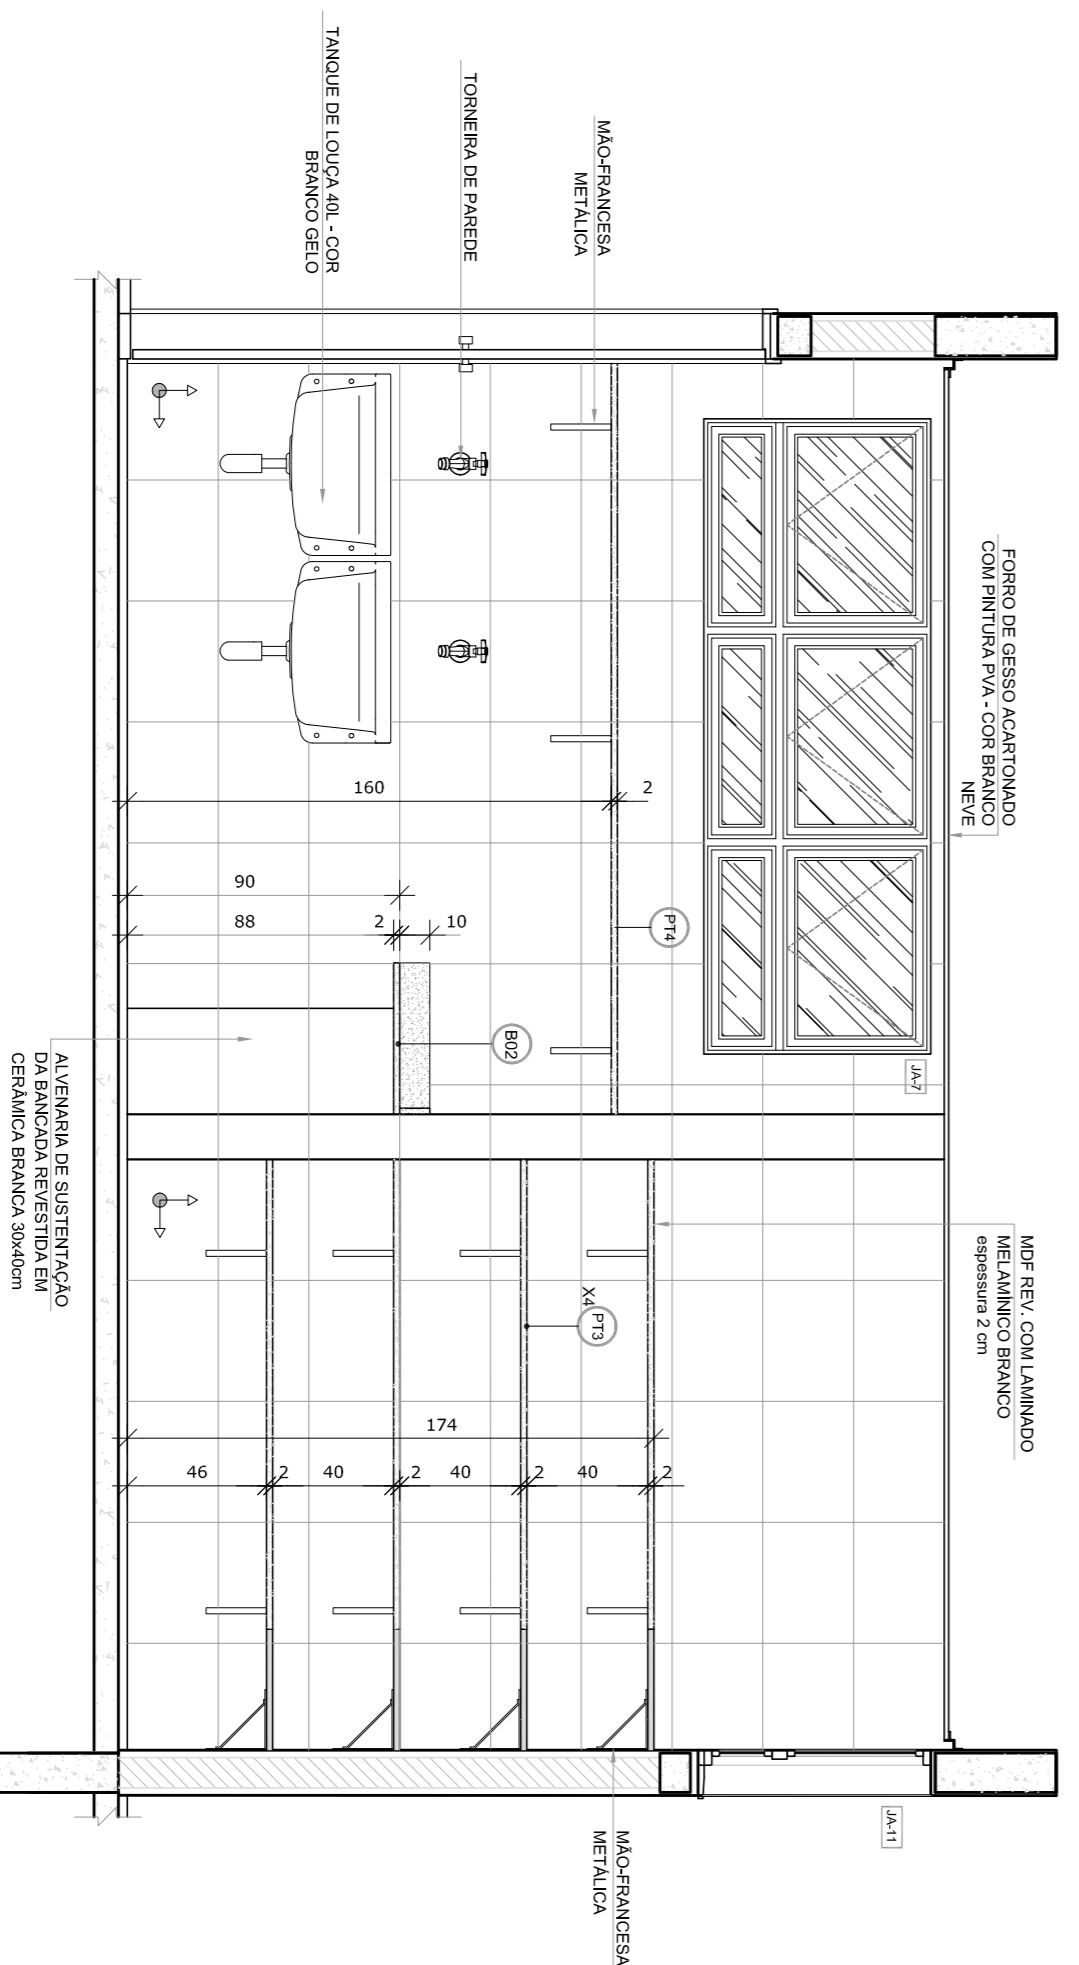 TANQUE DE LOUÇA 40L - COR
BRANCO GELO
TORNEIRA DE PAREDE
MÃO-FRANCESA
METÁLICA
FORRO DE GESSO ACARTONADO
COM PINTURA PVA - COR BRANCO
NEVE
JA-7
160
2
90
88
2
10
PT4
B02
ALVENARIA DE SUSTENTAÇÃO
DA BANCADA REVESTIDA EM
CERÂMICA BRANCA 30x40cm
MDF REV. COM LAMINADO
MELAMÍNICO BRANCO
espessura 2 cm
PT3
X4
174
46
2
40
2
40
2
40
2
JA-11
MÃO-FRANCESA
METÁLICA